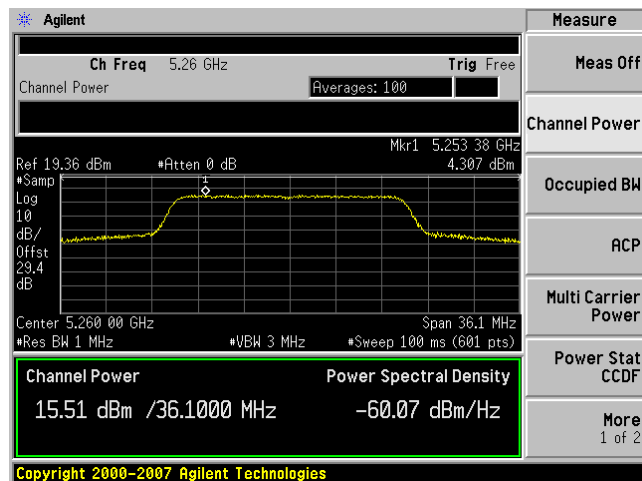 Agilent
Measure
Ch Freq 5.26 GHz Trig Free
Channel Power Averages: 100
Mkr1 5.253 38 GHz
Ref 19.36 dBm #Atten 0 dB 4.307 dBm
#Samp
Log
10
dB/
Offst
29.4
dB
1
Center 5.260 00 GHz Span 36.1 MHz
#Res BW 1 MHz #VBW 3 MHz #Sweep 100 ms (601 pts)
Channel Power Power Spectral Density
15.51 dBm /36.1000 MHz -60.07 dBm/Hz
Meas Off
Channel Power
Occupied BW
ACP
Multi Carrier
Power
Power Stat
CCDF
More
1 of 2
Copyright 2000-2007 Agilent Technologies